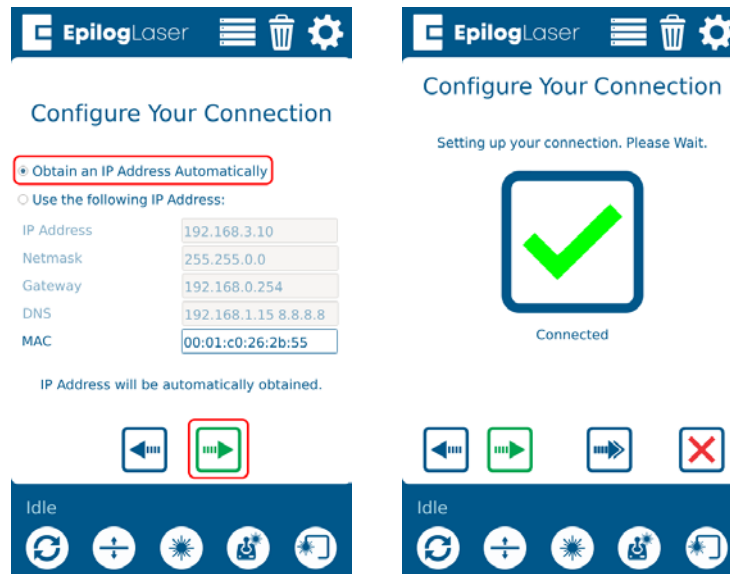 EpilogLaser
Configure Your Connection
Obtain an IP Address Automatically
Use the following IP Address:
IP Address 192.168.3.10
Netmask 255.255.0.0
Gateway 192.168.0.254
DNS 192.168.1.15 8.8.8.8
MAC 00:01:c0:26:2b:55
IP Address will be automatically obtained.
Idle
EpilogLaser
Configure Your Connection
Setting up your connection. Please Wait.
Connected
Idle